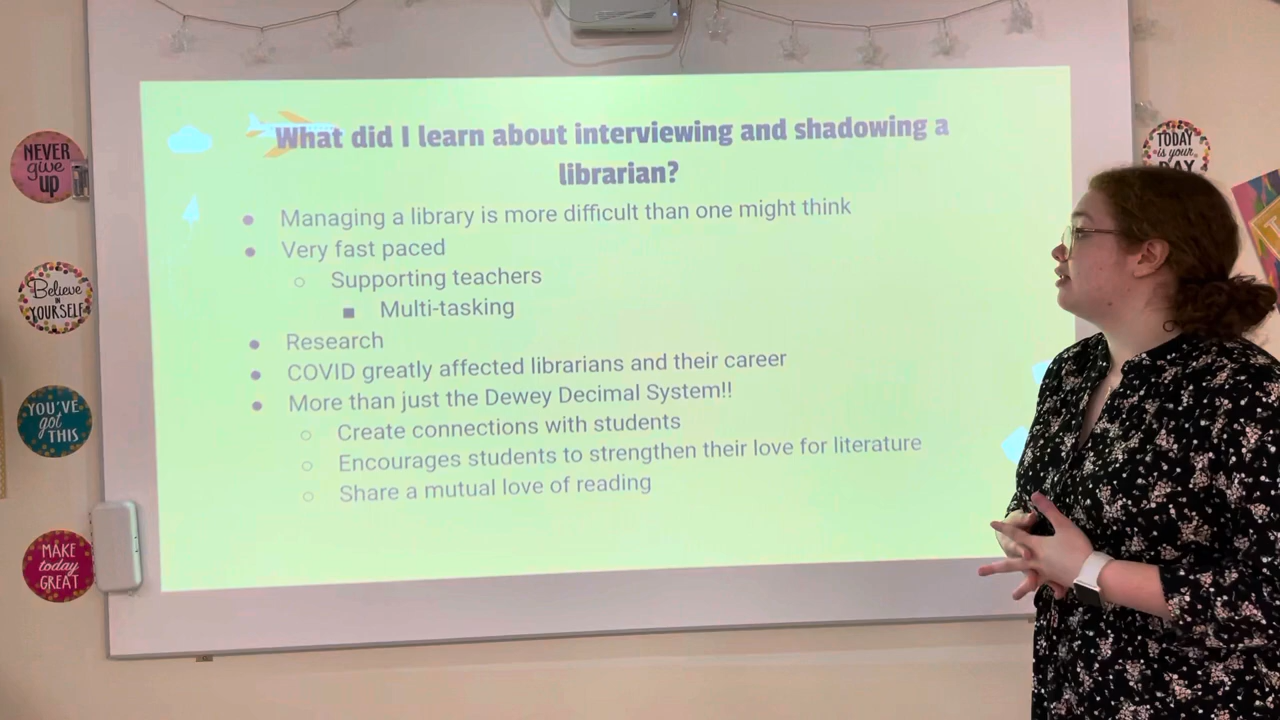 What did I learn about interviewing and shadowing a
librarian?
● Managing a library is more difficult than one might think
● Very fast paced
○ Supporting teachers
■ Multi-tasking
● Research
● COVID greatly affected librarians and their career
● More than just the Dewey Decimal System!!
○ Create connections with students
○ Encourages students to strengthen their love for literature
○ Share a mutual love of reading
NEVER
give
UP
Believe
IN
YOURSELF
YOU'VE
got
THIS
MAKE
today
GREAT
TODAY
is your
DAY